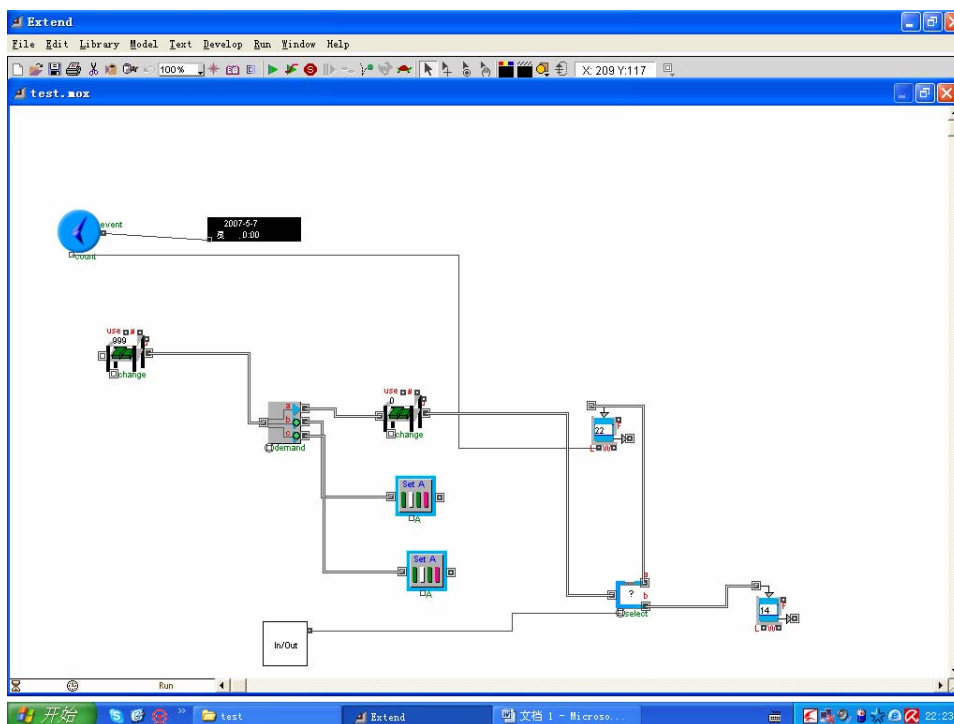 Extend
File Edit Library Model Text Develop Run Window Help
100% X: 209 Y:117
test.mox
event
2007-5-7
0:00
count
use #
999
change
a
b
c
demand
use #
0
change
22
F
L W
Set A
A
Set A
A
a
?
b
select
14
F
L W
In/Out
Run
开始 test Extend 文档 1 - Microso... 22:23